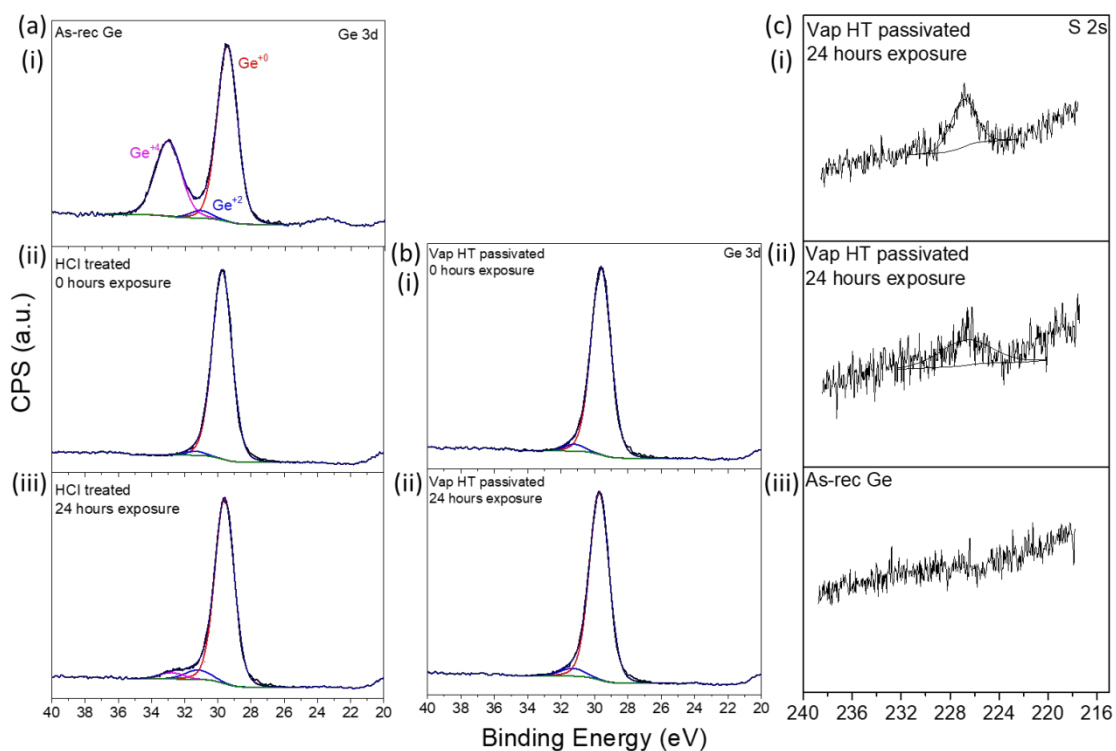 (a)
As-rec Ge
Ge 3d
(i)
Ge+0
Ge+4
Ge+2
(ii)
HCl treated
0 hours exposure
(iii)
HCl treated
24 hours exposure
40 38 36 34 32 30 28 26 24 22 20
(b)
Vap HT passivated
0 hours exposure
Ge 3d
(i)
(ii)
Vap HT passivated
24 hours exposure
40 38 36 34 32 30 28 26 24 22 20
(c)
Vap HT passivated
24 hours exposure
S 2s
(i)
(ii)
Vap HT passivated
24 hours exposure
(iii)
As-rec Ge
240 236 232 228 224 220 216
CPS (a.u.)
Binding Energy (eV)